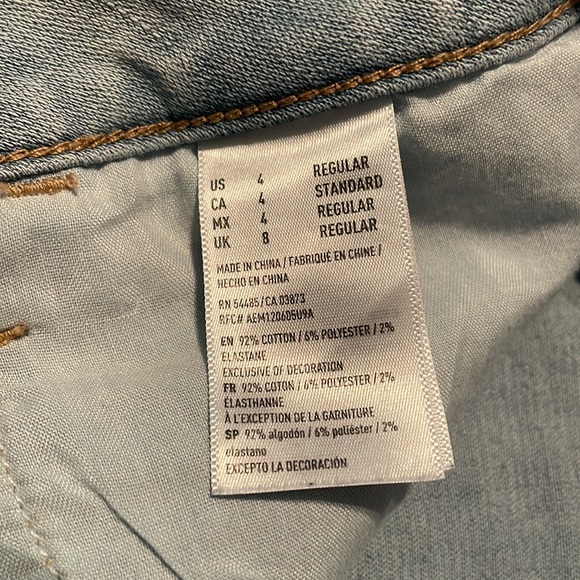 US 4 REGULAR
CA 4 STANDARD
MX 4 REGULAR
UK 8 REGULAR
MADE IN CHINA / FABRIQUÉ EN CHINE /
HECHO EN CHINA
RN 54485/CA 03873
RFC# AEM120605U9A
EN 92% COTTON / 6% POLYESTER / 2%
ELASTANE
EXCLUSIVE OF DECORATION
FR 92% COTON / 6% POLYESTER / 2%
ÉLASTHANNE
À L'EXCEPTION DE LA GARNITURE
SP 92% algodón / 6% poliéster / 2%
elastano
EXCEPTO LA DECORACIÓN